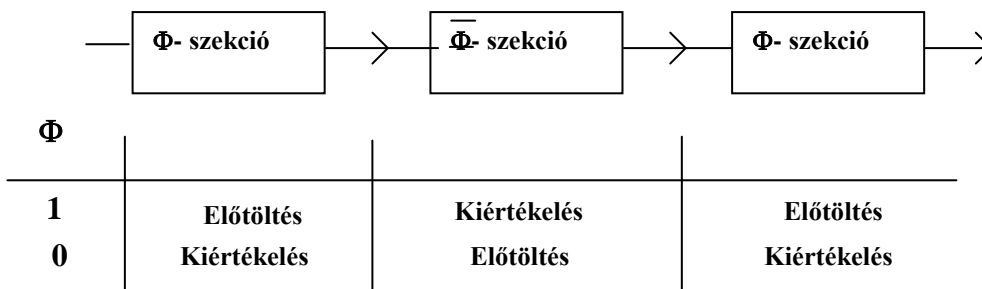 Φ- szekció Φ̅- szekció Φ- szekció
Φ
1 Előtöltés Kiértékelés Előtöltés
0 Kiértékelés Előtöltés Kiértékelés